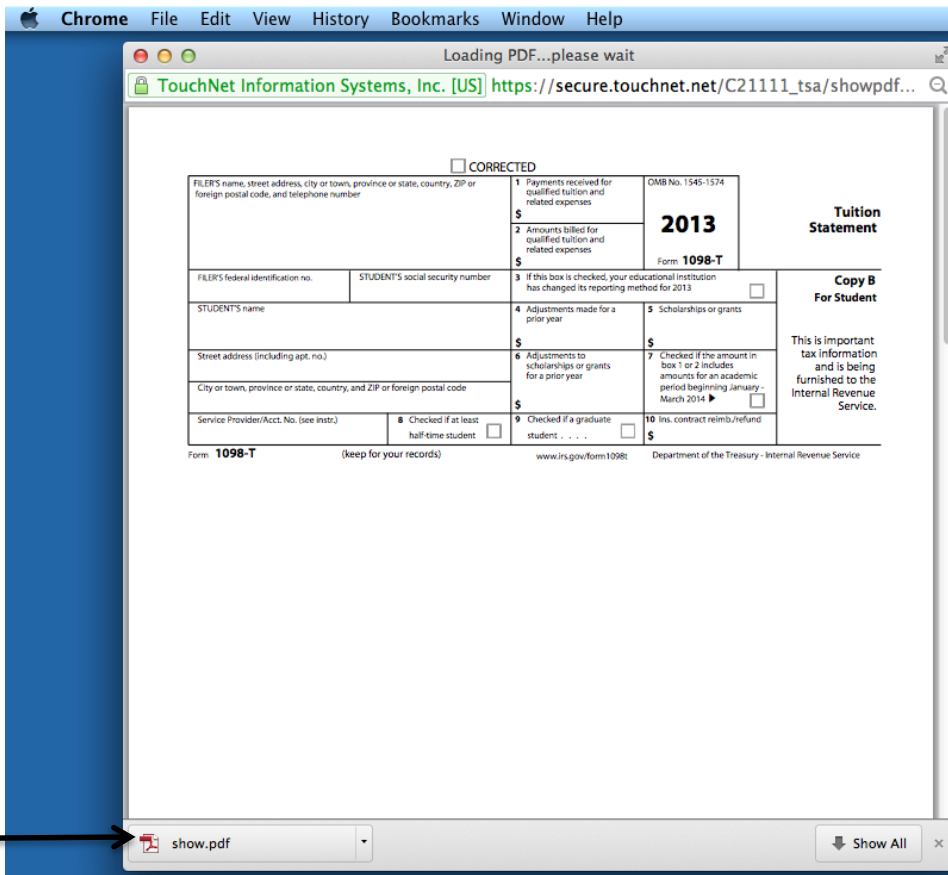 Chrome File Edit View History Bookmarks Window Help
Loading PDF...please wait
TouchNet Information Systems, Inc. [US] https://secure.touchnet.net/C21111_tsa/showpdf...
CORRECTED
FILER'S name, street address, city or town, province or state, country, ZIP or
foreign postal code, and telephone number
1 Payments received for
qualified tuition and
related expenses
$
2 Amounts billed for
qualified tuition and
related expenses
$
OMB No. 1545-1574
2013
Form 1098-T
Tuition
Statement
FILER'S federal identification no.
STUDENT'S social security number
3 If this box is checked, your educational institution
has changed its reporting method for 2013
Copy B
For Student
STUDENT'S name
4 Adjustments made for a
prior year
$
5 Scholarships or grants
$
This is important
tax information
and is being
furnished to the
Internal Revenue
Service.
Street address (including apt. no.)
6 Adjustments to
scholarships or grants
for a prior year
$
7 Checked if the amount in
box 1 or 2 includes
amounts for an academic
period beginning January -
March 2014 ▶
City or town, province or state, country, and ZIP or foreign postal code
Service Provider/Acct. No. (see instr.)
8 Checked if at least
half-time student
9 Checked if a graduate
student . . . .
10 Ins. contract reimb./refund
$
Form 1098-T (keep for your records) www.irs.gov/form1098t Department of the Treasury - Internal Revenue Service
show.pdf
Show All